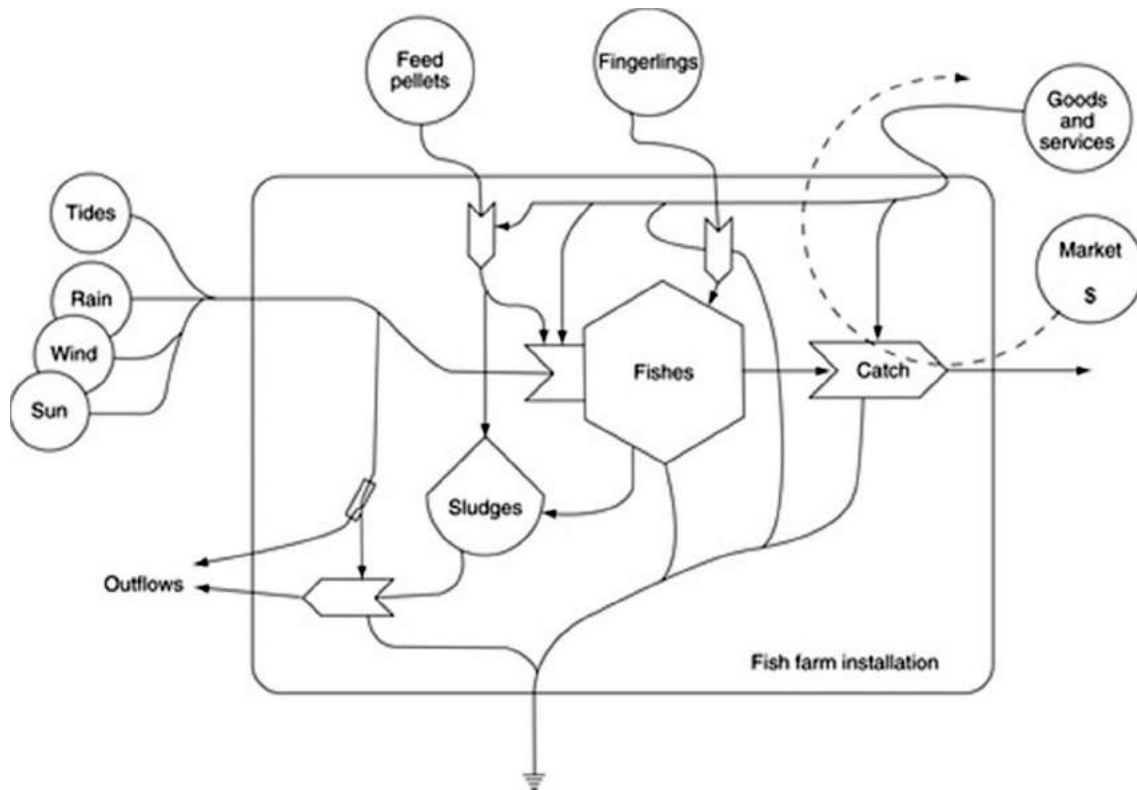 Feed
pellets
Fingerlings
Goods
and
services
Tides
Market
$
Rain
Wind
Fishes
Catch
Sun
Sludges
Outflows
Fish farm installation